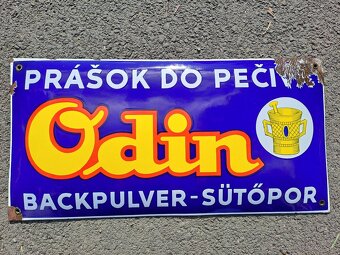 PRÁŠOK DO PEČI
Odin
BACKPULVER-SÜTŐPOR